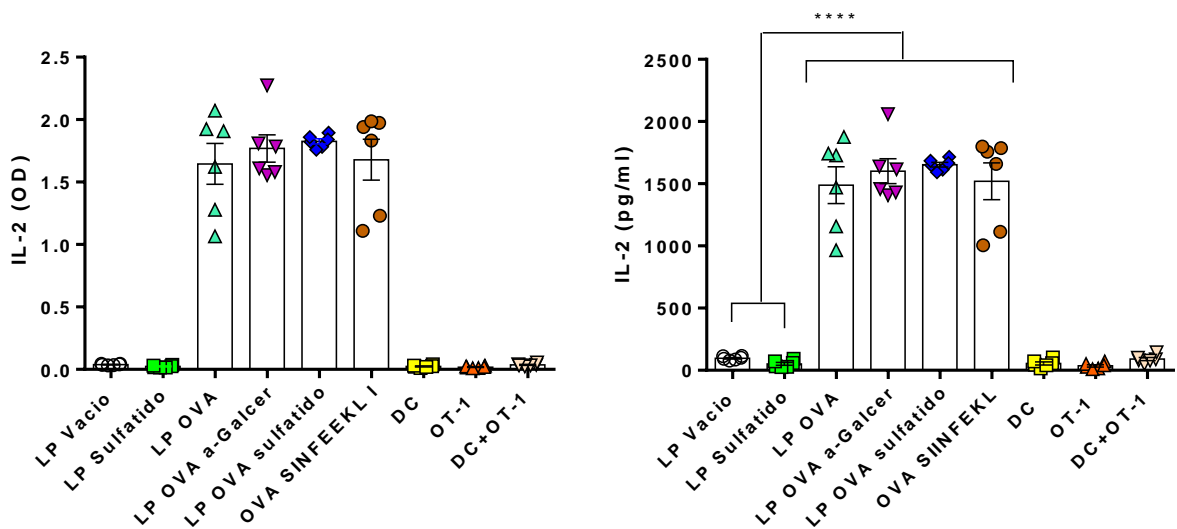 IL-2 (OD)
2.5
2.0
1.5
1.0
0.5
0.0
LP Vacio
LP Sulfatido
LP OVA
LP OVA a-Galcer
LP OVA sulfatido
OVA SINFEEKL I
DC
OT-1
DC+OT-1
****
IL-2 (pg/ml)
2500
2000
1500
1000
500
0
LP Vacio
LP Sulfatido
LP OVA
LP OVA a-Galcer
LP OVA sulfatido
OVA SIINFEKL
DC
OT-1
DC+OT-1